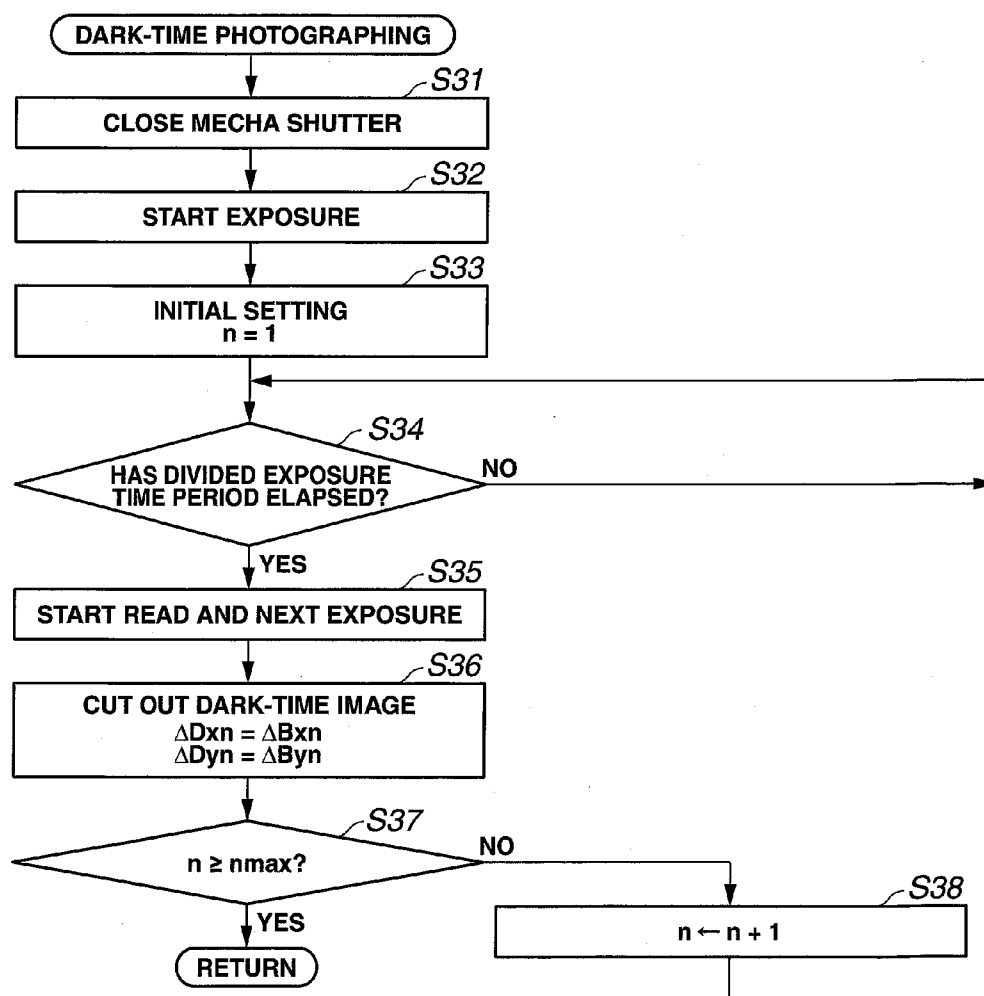 DARK-TIME PHOTOGRAPHING
S31
CLOSE MECHA SHUTTER
S32
START EXPOSURE
S33
INITIAL SETTING
n = 1
S34
HAS DIVIDED EXPOSURE
TIME PERIOD ELAPSED?
NO
YES
S35
START READ AND NEXT EXPOSURE
S36
CUT OUT DARK-TIME IMAGE
ΔDxn = ΔBxn
ΔDyn = ΔByn
S37
n ≥ nmax?
NO
S38
n ← n + 1
YES
RETURN